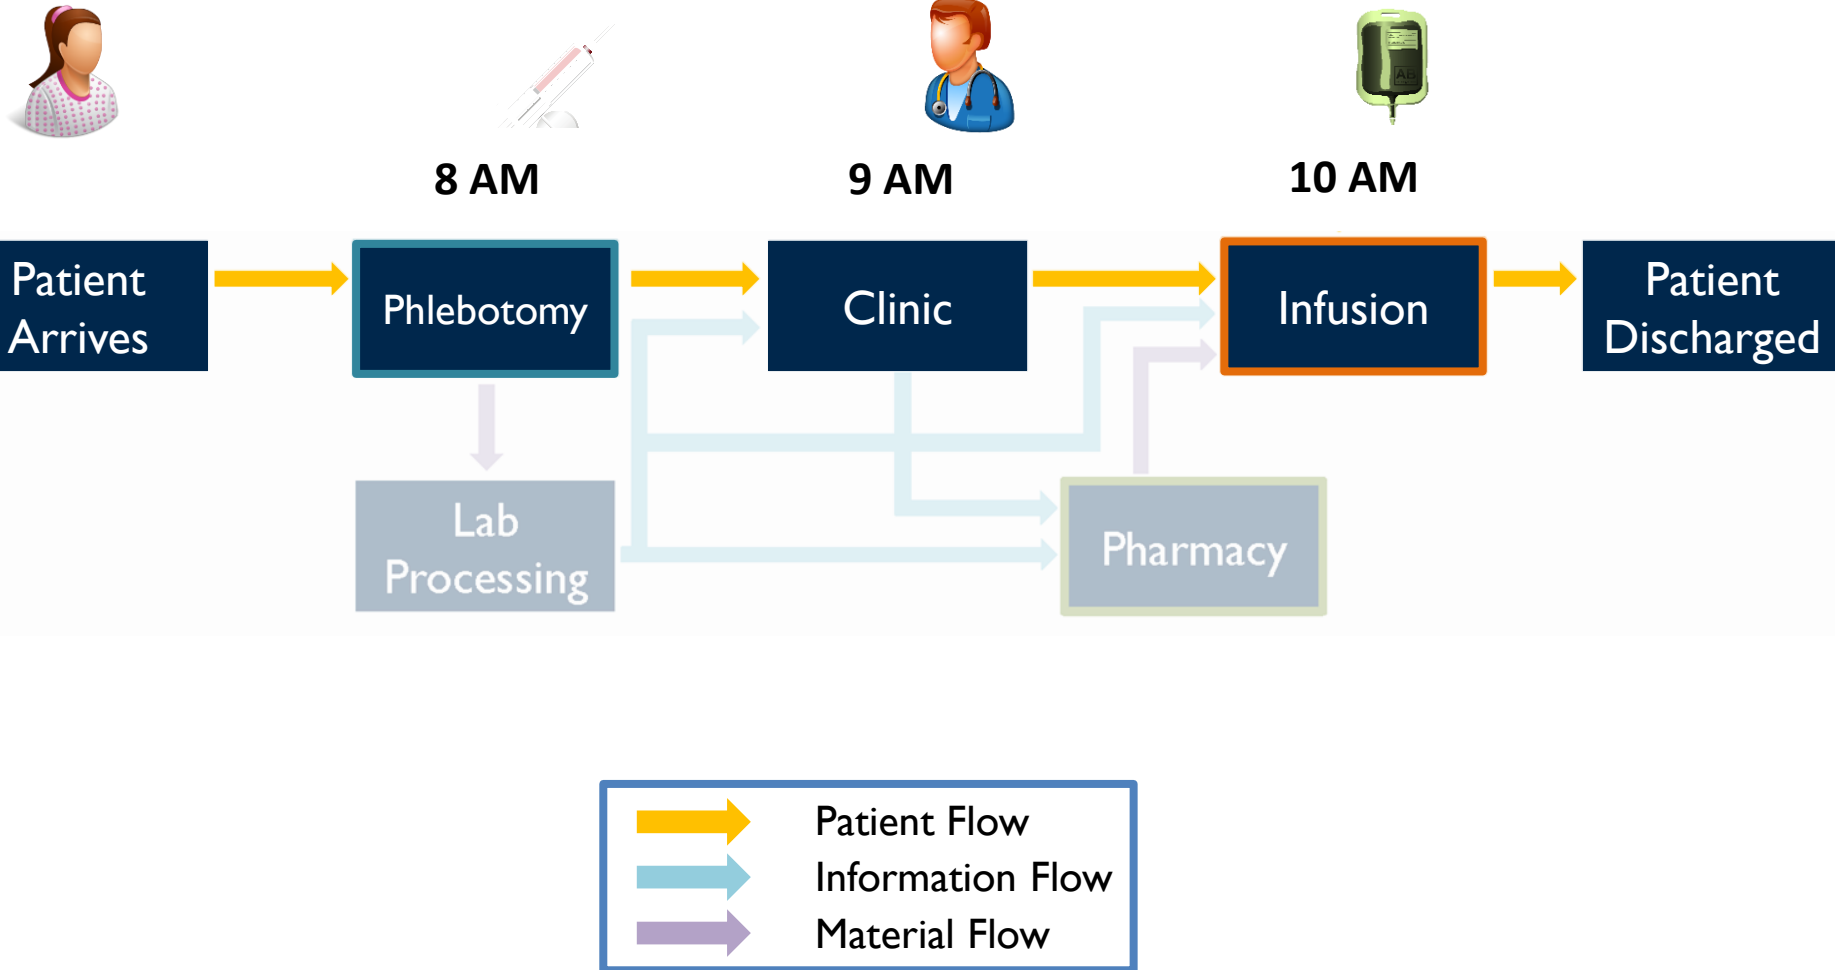 8 AM
9 AM
10 AM
Patient
Arrives
Phlebotomy
Clinic
Infusion
Patient
Discharged
Lab
Processing
Pharmacy
Patient Flow
Information Flow
Material Flow